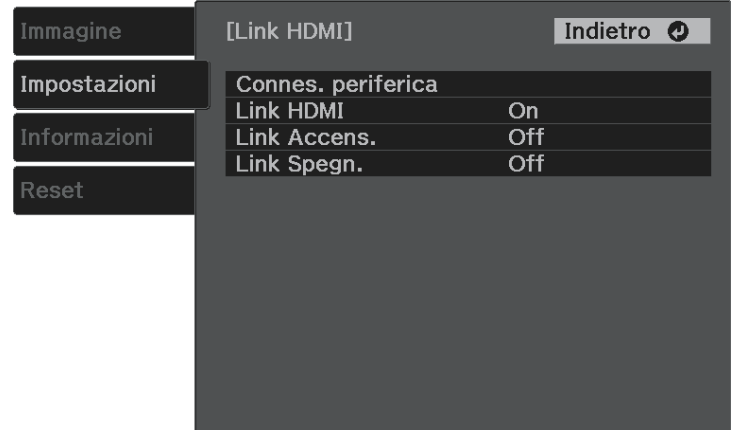 Immagine
Impostazioni
Informazioni
Reset
[Link HDMI]
Indietro
Connes. periferica
Link HDMI On
Link Accens. Off
Link Spegn. Off